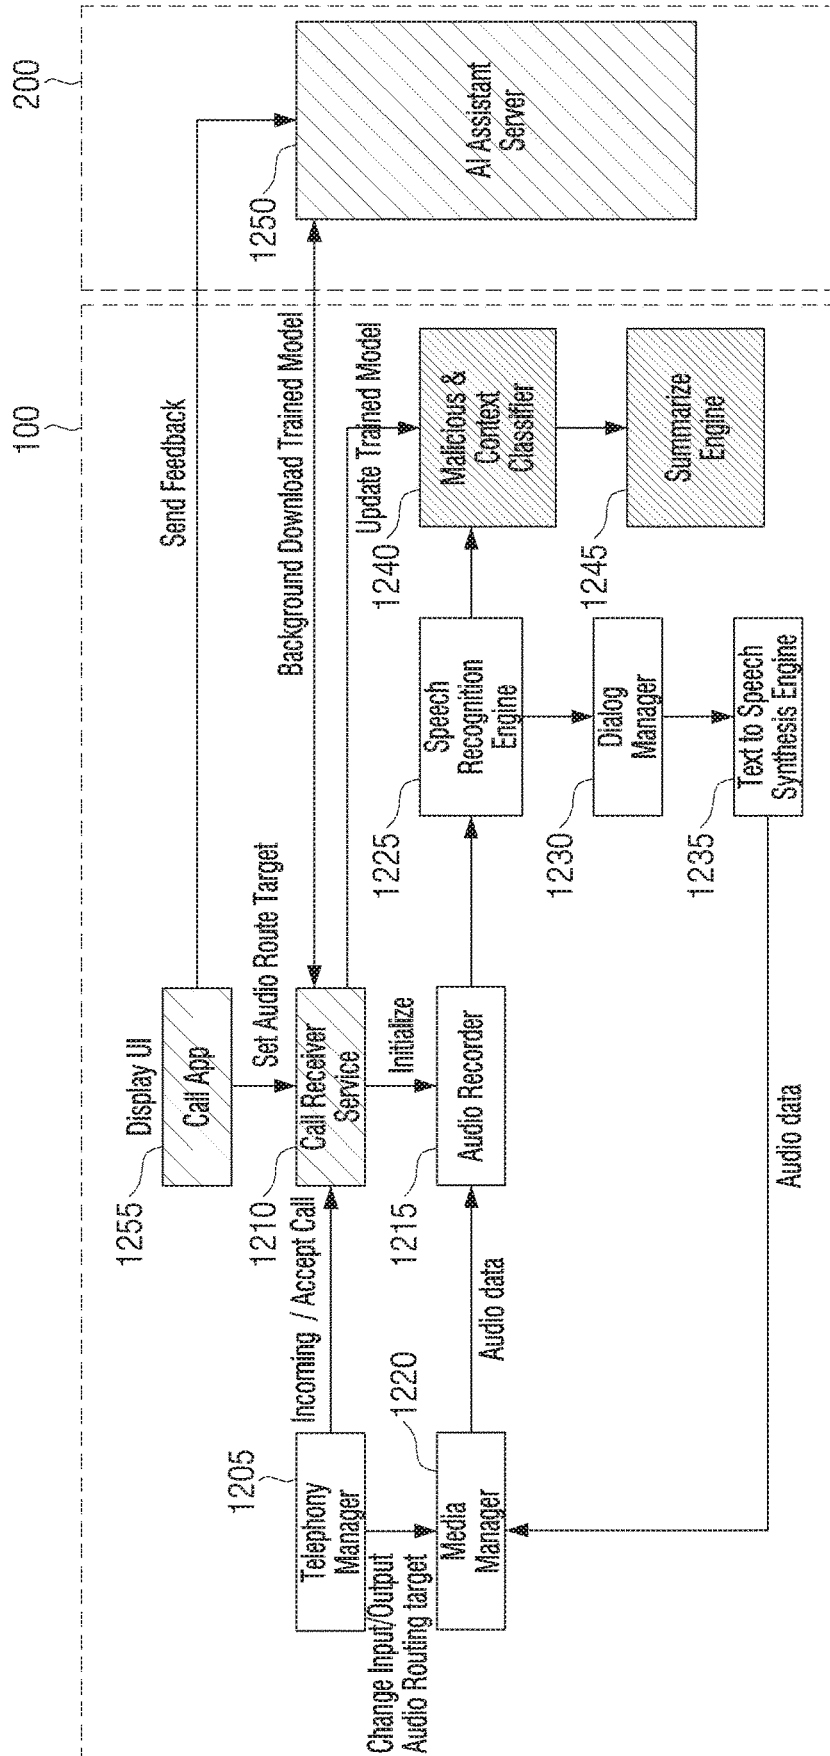 100
200
1255
Display UI
Call App
Send Feedback
Set Audio Route Target
1205
Telephony
Manager
Incoming / Accept Call
1210
Call Receiver
Service
Background Download Trained Model
Update Trained Model
1250
AI Assistant
Server
Initialize
Change Input/Output
Audio Routing target
1220
Media
Manager
Audio data
1215
Audio Recorder
1225
Speech
Recognition
Engine
1240
Malicious &
Context
Classifier
1230
Dialog
Manager
1245
Summarize
Engine
1235
Text to Speech
Synthesis Engine
Audio data